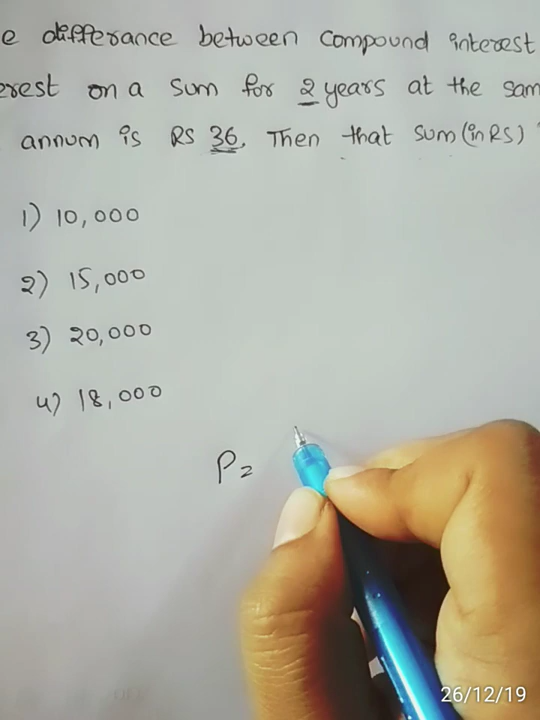 e differance between compound interest
erest on a sum for 2 years at the sam
annum is RS 36. Then that sum (in RS)
1) 10,000
2) 15,000
3) 20,000
4) 18,000
P =
26/12/19